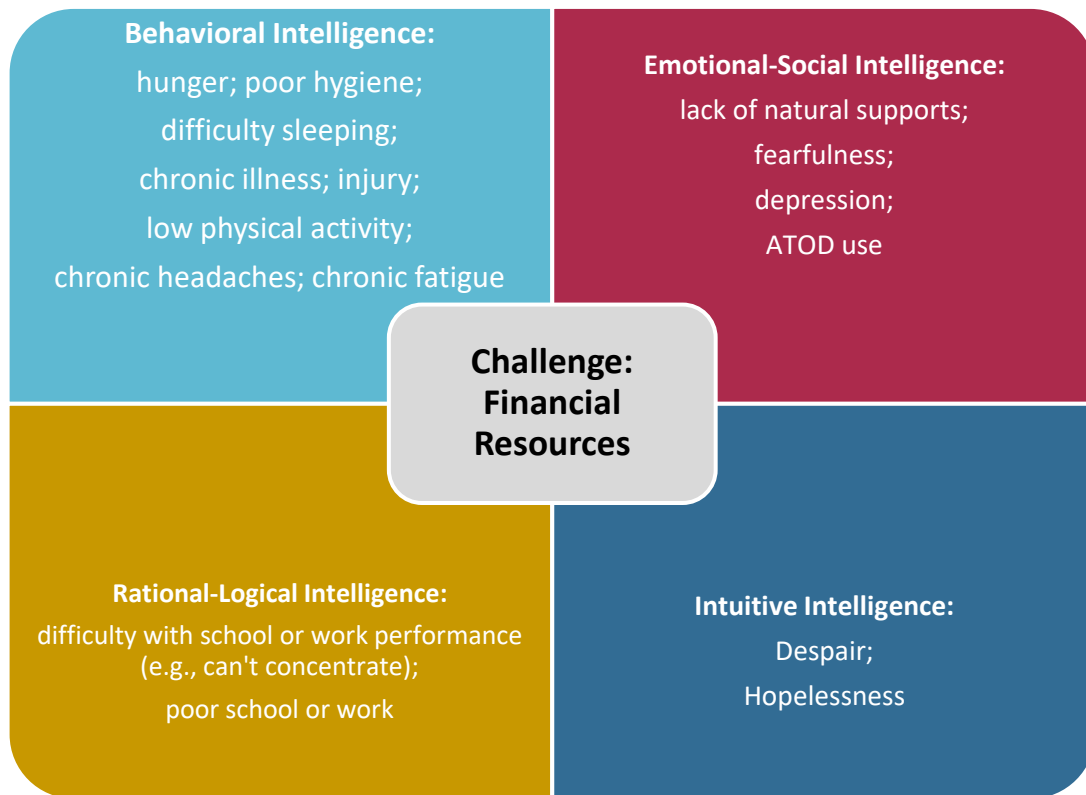 Behavioral Intelligence:
hunger; poor hygiene;
difficulty sleeping;
chronic illness; injury;
low physical activity;
chronic headaches; chronic fatigue
Emotional-Social Intelligence:
lack of natural supports;
fearfulness;
depression;
ATOD use
Challenge:
Financial
Resources
Rational-Logical Intelligence:
difficulty with school or work performance
(e.g., can't concentrate);
poor school or work
Intuitive Intelligence:
Despair;
Hopelessness